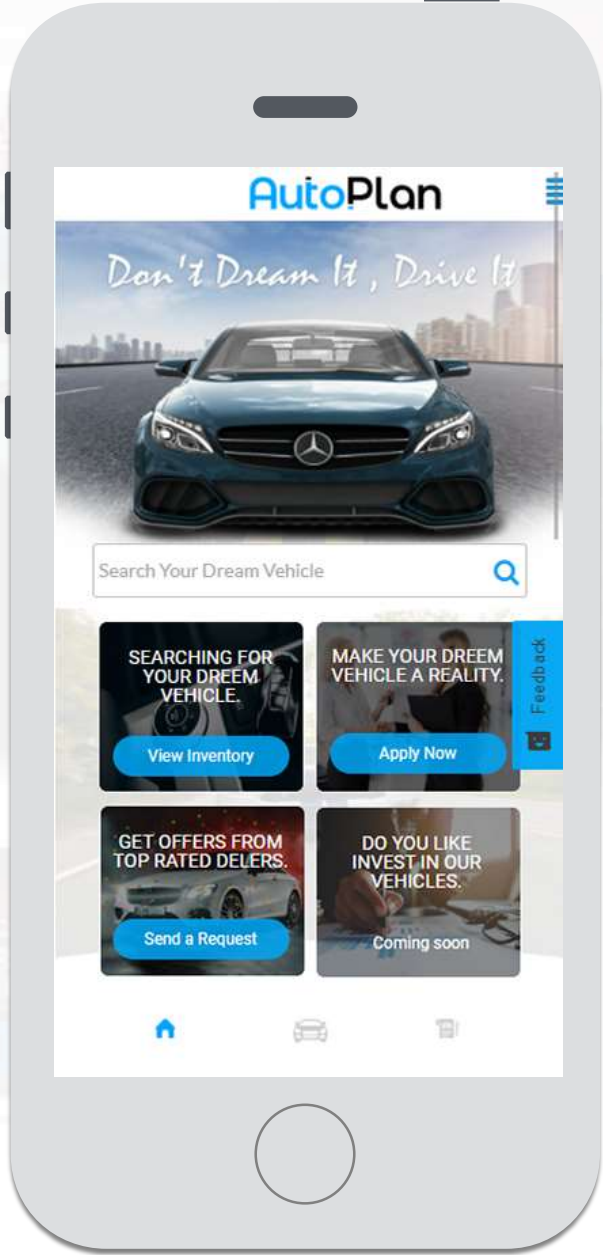 AutoPlan
Don't Dream It , Drive It
Search Your Dream Vehicle
SEARCHING FOR
YOUR DREEM
VEHICLE.
View Inventory
MAKE YOUR DREEM
VEHICLE A REALITY.
Apply Now
Feedback
GET OFFERS FROM
TOP RATED DELERS.
Send a Request
DO YOU LIKE
INVEST IN OUR
VEHICLES.
Coming soon